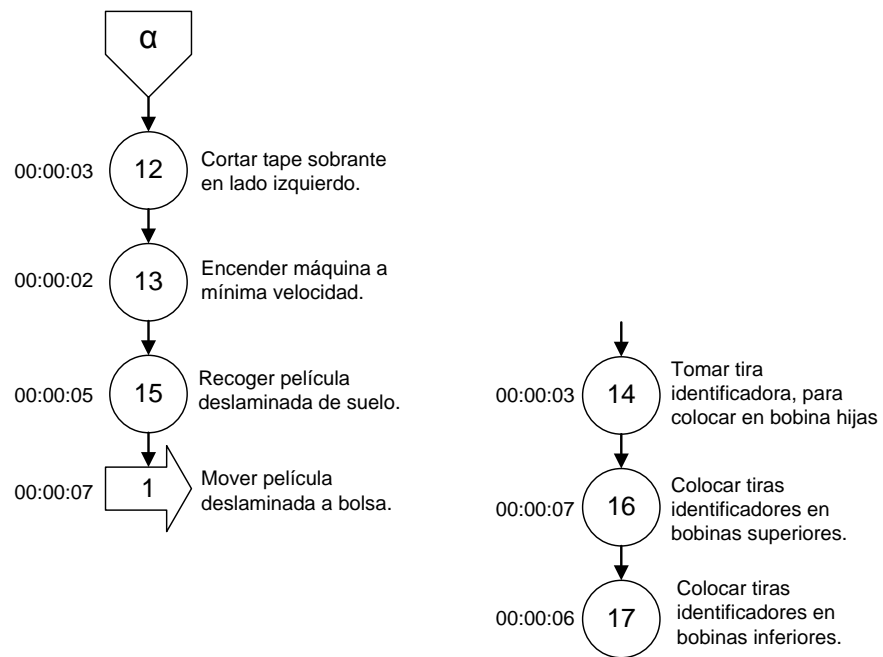 α
00:00:03
12
Cortar tape sobrante
en lado izquierdo.
00:00:02
13
Encender máquina a
mínima velocidad.
00:00:05
15
Recoger película
deslaminada de suelo.
00:00:07
1
Mover película
deslaminada a bolsa.
00:00:03
14
Tomar tira
identificadora, para
colocar en bobina hijas
00:00:07
16
Colocar tiras
identificadores en
bobinas superiores.
00:00:06
17
Colocar tiras
identificadores en
bobinas inferiores.